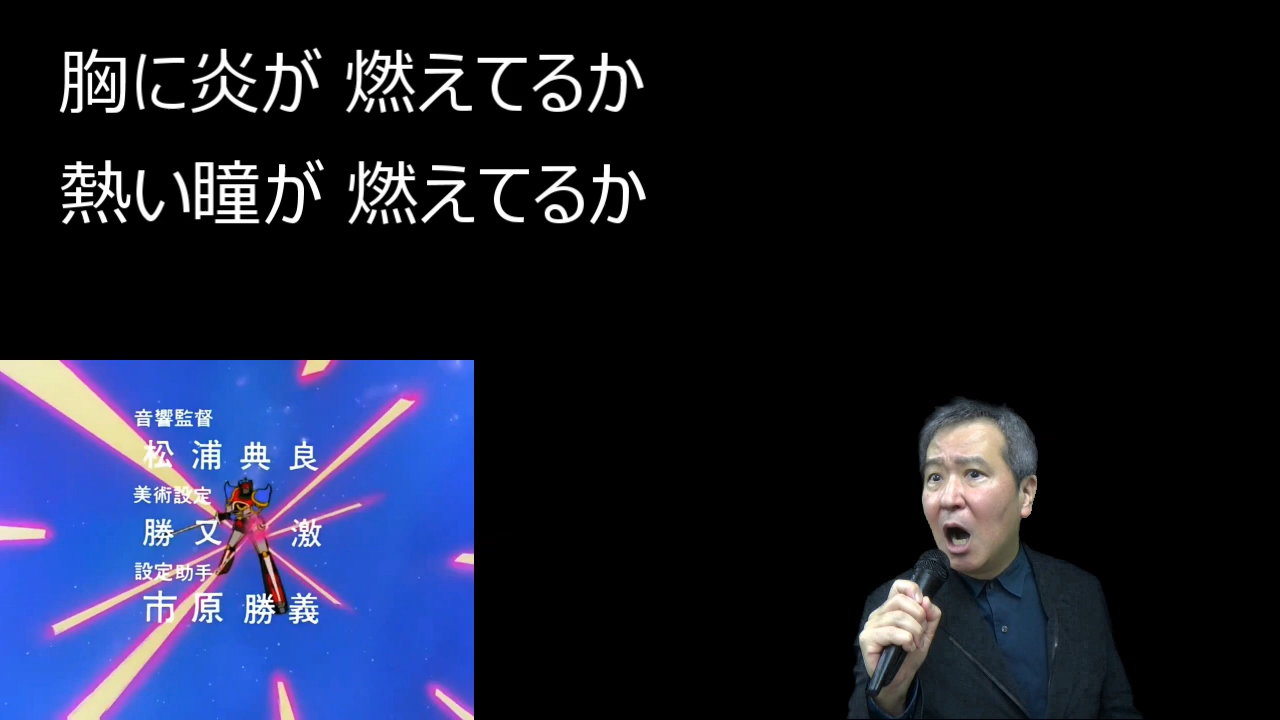 胸に炎が 燃えてるか
熱い瞳が 燃えてるか
音響監督
松浦典良
美術設定
勝又 激
設定助手
市原勝義